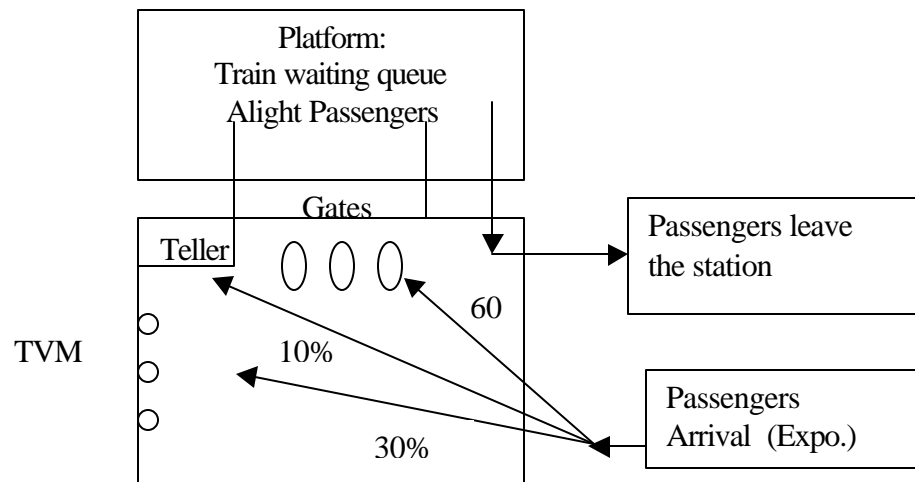 Platform:
Train waiting queue
Alight Passengers
Gates
Teller
Passengers leave
the station
60
TVM
10%
Passengers
Arrival (Expo.)
30%